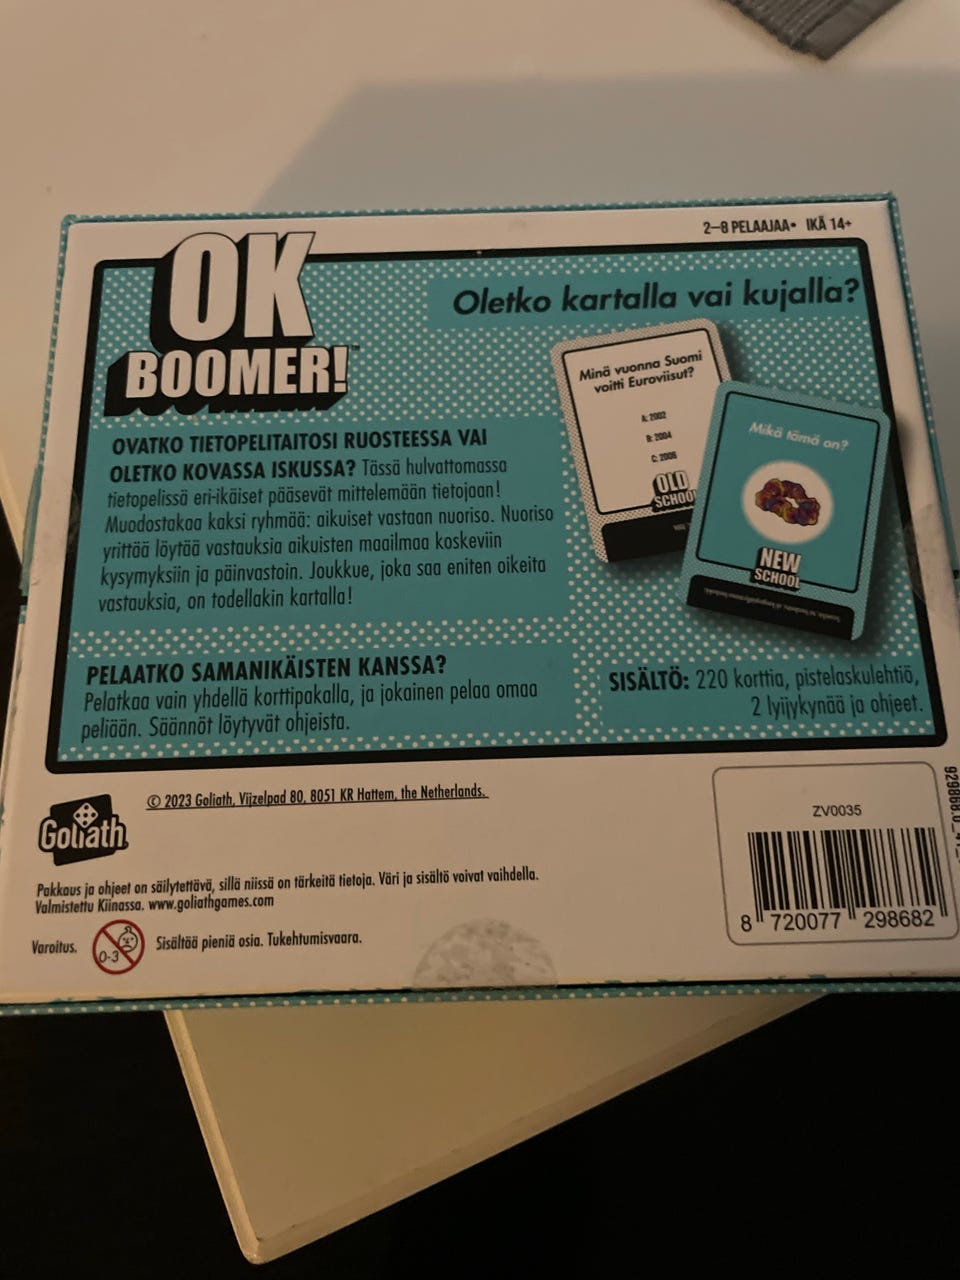 2–8 PELAAJAA• IKÄ 14+
OK
BOOMER!™
Oletko kartalla vai kujalla?
Minä vuonna Suomi
voitti Euroviisut?
A: 2002
B: 2004
C: 2006
OLD
SCHOOL
Mikä tämä on?
NEW
SCHOOL
OVATKO TIETOPELITAITOSI RUOSTEESSA VAI
OLETKO KOVASSA ISKUSSA? Tässä hulvattomassa
tietopelissä eri-ikäiset pääsevät mittelemään tietojaan!
Muodostakaa kaksi ryhmää: aikuiset vastaan nuoriso. Nuoriso
yrittää löytää vastauksia aikuisten maailmaa koskeviin
kysymyksiin ja päinvastoin. Joukkue, joka saa eniten oikeita
vastauksia, on todellakin kartalla!
PELAATKO SAMANIKÄISTEN KANSSA?
Pelatkaa vain yhdellä korttipakalla, ja jokainen pelaa omaa
peliään. Säännöt löytyvät ohjeista.
SISÄLTÖ: 220 korttia, pistelaskulehtiö,
2 lyijykynää ja ohjeet.
Goliath
© 2023 Goliath, Vijzelpad 80, 8051 KR Hattem, the Netherlands.
Pakkaus ja ohjeet on säilytettävä, sillä niissä on tärkeitä tietoja. Väri ja sisältö voivat vaihdella.
Valmistettu Kiinassa. www.goliathgames.com
Varoitus.
0-3
Sisältää pieniä osia. Tukehtumisvaara.
ZV0035
8 720077 298682